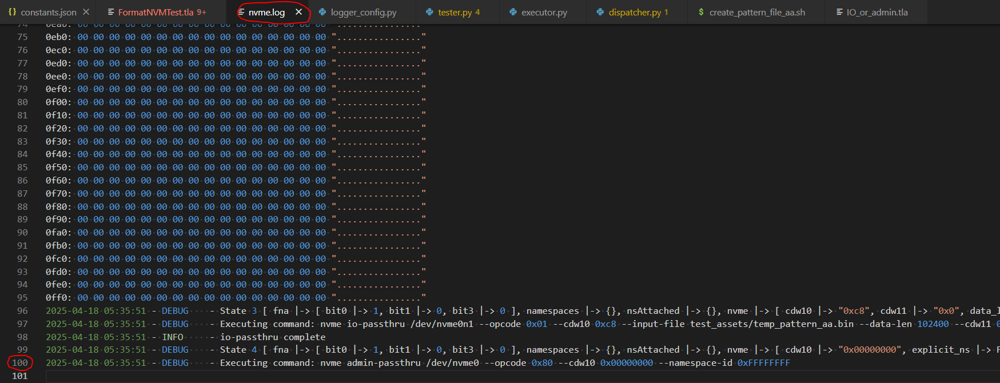 constants.json FormatNVMTest.tla 9+ nvme.log logger_config.py tester.py 4 executor.py dispatcher.py 1 create_pattern_file_aa.sh IO_or_admin.tla
74 0ea0: 00 00 00 00 00 00 00 00 00 00 00 00 00 00 00 00 "................"
75 0eb0: 00 00 00 00 00 00 00 00 00 00 00 00 00 00 00 00 "................"
76 0ec0: 00 00 00 00 00 00 00 00 00 00 00 00 00 00 00 00 "................"
77 0ed0: 00 00 00 00 00 00 00 00 00 00 00 00 00 00 00 00 "................"
78 0ee0: 00 00 00 00 00 00 00 00 00 00 00 00 00 00 00 00 "................"
79 0ef0: 00 00 00 00 00 00 00 00 00 00 00 00 00 00 00 00 "................"
80 0f00: 00 00 00 00 00 00 00 00 00 00 00 00 00 00 00 00 "................"
81 0f10: 00 00 00 00 00 00 00 00 00 00 00 00 00 00 00 00 "................"
82 0f20: 00 00 00 00 00 00 00 00 00 00 00 00 00 00 00 00 "................"
83 0f30: 00 00 00 00 00 00 00 00 00 00 00 00 00 00 00 00 "................"
84 0f40: 00 00 00 00 00 00 00 00 00 00 00 00 00 00 00 00 "................"
85 0f50: 00 00 00 00 00 00 00 00 00 00 00 00 00 00 00 00 "................"
86 0f60: 00 00 00 00 00 00 00 00 00 00 00 00 00 00 00 00 "................"
87 0f70: 00 00 00 00 00 00 00 00 00 00 00 00 00 00 00 00 "................"
88 0f80: 00 00 00 00 00 00 00 00 00 00 00 00 00 00 00 00 "................"
89 0f90: 00 00 00 00 00 00 00 00 00 00 00 00 00 00 00 00 "................"
90 0fa0: 00 00 00 00 00 00 00 00 00 00 00 00 00 00 00 00 "................"
91 0fb0: 00 00 00 00 00 00 00 00 00 00 00 00 00 00 00 00 "................"
92 0fc0: 00 00 00 00 00 00 00 00 00 00 00 00 00 00 00 00 "................"
93 0fd0: 00 00 00 00 00 00 00 00 00 00 00 00 00 00 00 00 "................"
94 0fe0: 00 00 00 00 00 00 00 00 00 00 00 00 00 00 00 00 "................"
95 0ff0: 00 00 00 00 00 00 00 00 00 00 00 00 00 00 00 00 "................"
96 2025-04-18 05:35:51 - DEBUG    - State 3 [ fna |-> [ bit0 |-> 1, bit1 |-> 0, bit3 |-> 0 ], namespaces |-> {}, nsAttached |-> {}, nvme |-> [ cdw10 |-> "0xc8", cdw11 |-> "0x0", data_l
97 2025-04-18 05:35:51 - DEBUG    - Executing command: nvme io-passthru /dev/nvme0n1 --opcode 0x01 --cdw10 0xc8 --input-file test_assets/temp_pattern_aa.bin --data-len 102400 --cdw11 0
98 2025-04-18 05:35:51 - INFO     - io-passthru complete
99 2025-04-18 05:35:51 - DEBUG    - State 4 [ fna |-> [ bit0 |-> 1, bit1 |-> 0, bit3 |-> 0 ], namespaces |-> {}, nsAttached |-> {}, nvme |-> [ cdw10 |-> "0x00000000", explicit_ns |-> F
100 2025-04-18 05:35:51 - DEBUG    - Executing command: nvme admin-passthru /dev/nvme0 --opcode 0x80 --cdw10 0x00000000 --namespace-id 0xFFFFFFFF
101